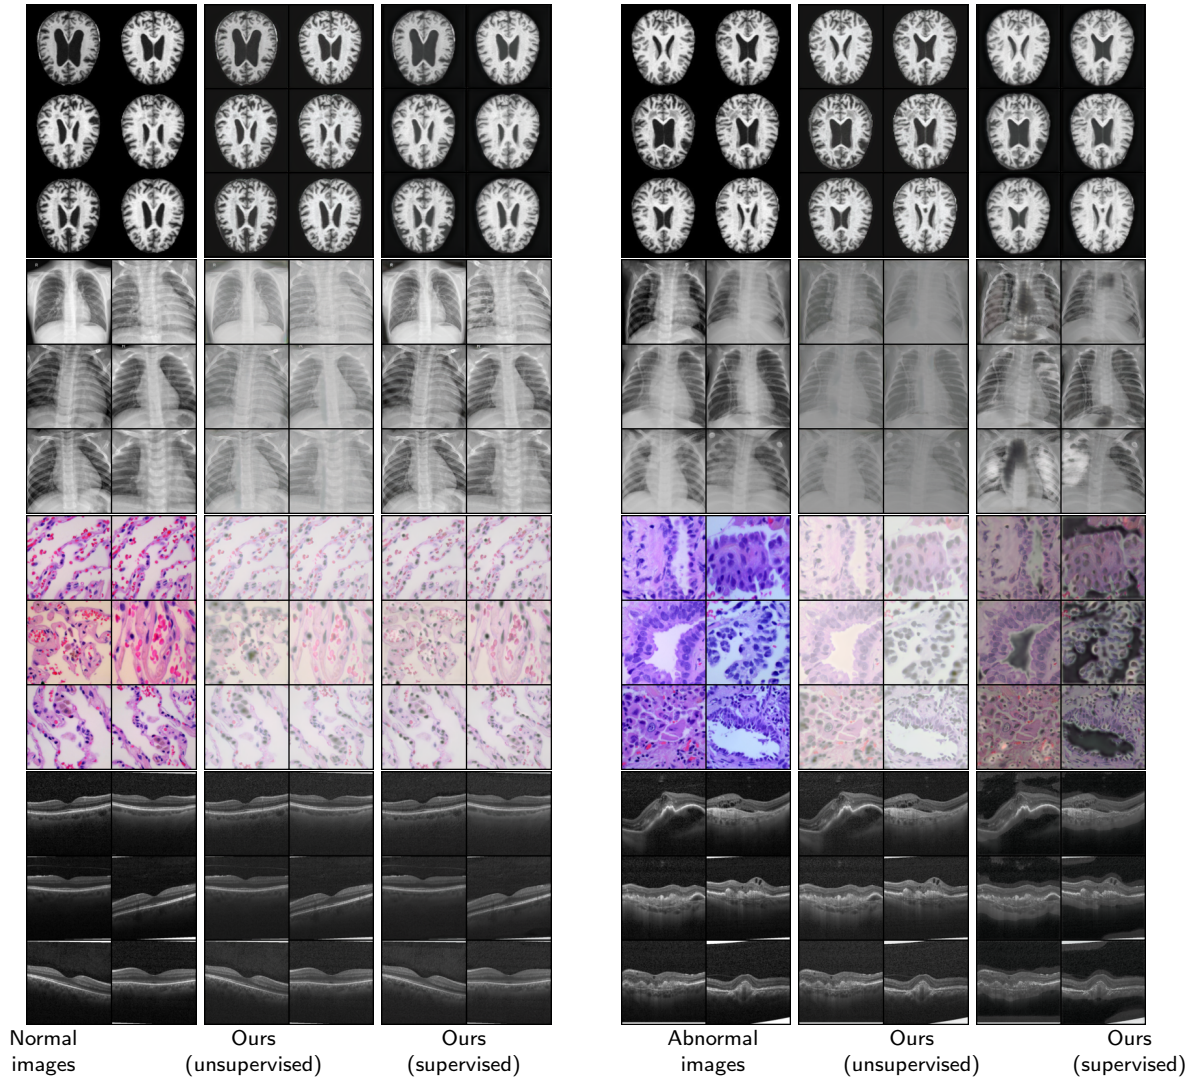 Normal images
Ours (unsupervised)
Ours (supervised)
Abnormal images
Ours (unsupervised)
Ours (supervised)